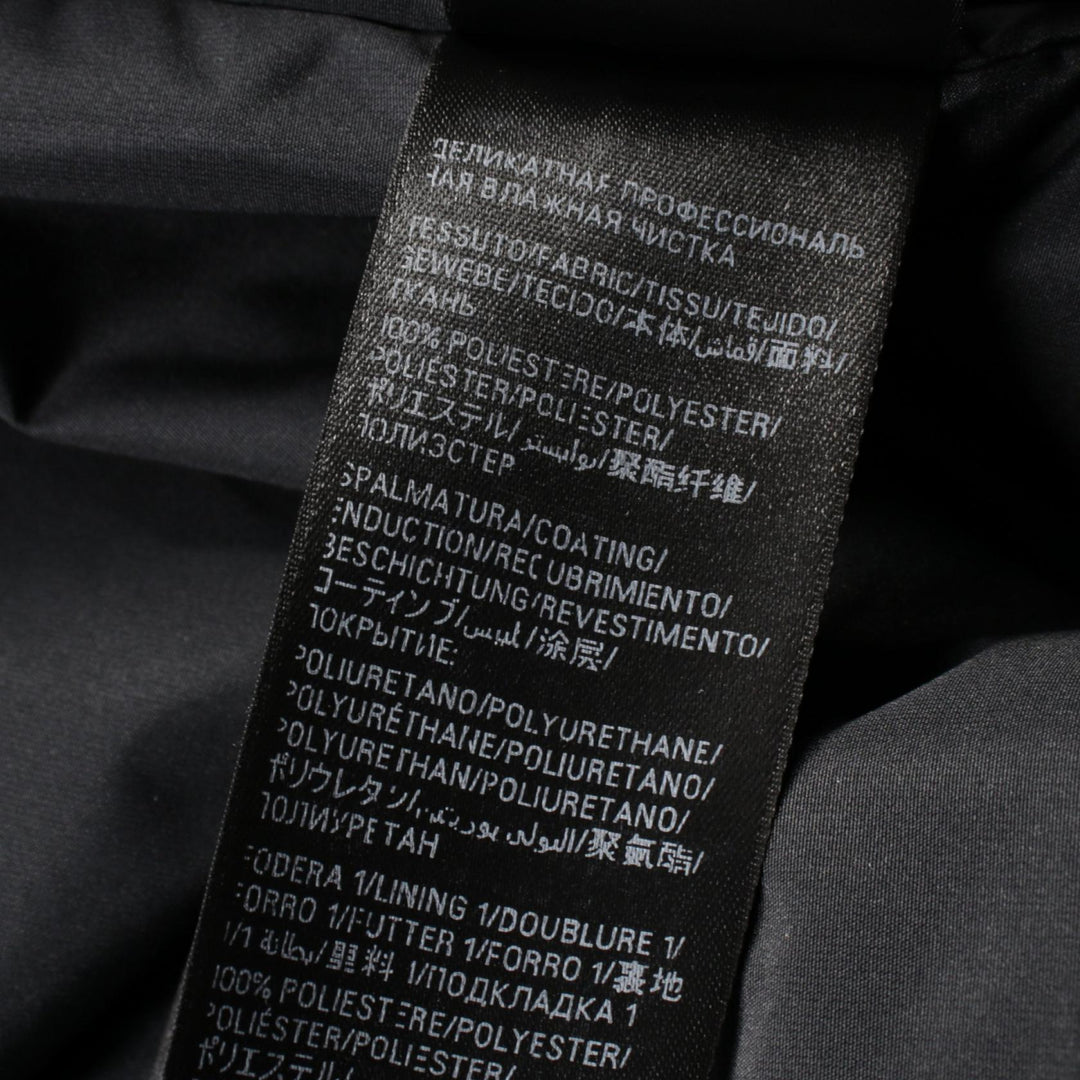 ДЕЛИКАТНАЯ ПРОФЕССИОНАЛЬ
НАЯ ВЛАЖНАЯ ЧИСТКА
TESSUTO/FABRIC/TISSU/TEJIDO/
GEWEBE/TECIDO/本体/قماش/面料/
ТКАНЬ
100% POLIESTERE/POLYESTER/
POLIÉSTER/POLIESTER/
ポリエステル/بوليستر/聚酯纤维/
ПОЛИЭСТЕР
SPALMATURA/COATING/
ENDUCTION/RECUBRIMIENTO/
BESCHICHTUNG/REVESTIMENTO/
コーティング/تلبيس/涂层/
ПОКРЫТИЕ:
POLIURETANO/POLYURETHANE/
POLYURÉTHANE/POLIURETANO/
POLYURETHAN/POLIURETANO/
ポリウレタン/البولي يوريثين/聚氨酯/
ПОЛИУРЕТАН
FODERA 1/LINING 1/DOUBLURE 1/
FORRO 1/FUTTER 1/FORRO 1/裏地
1/بطانة 1/里料 1/ПОДКЛАДКА 1
100% POLIESTERE/POLYESTER/
POLIÉSTER/POLIESTER/
ポリエステル/